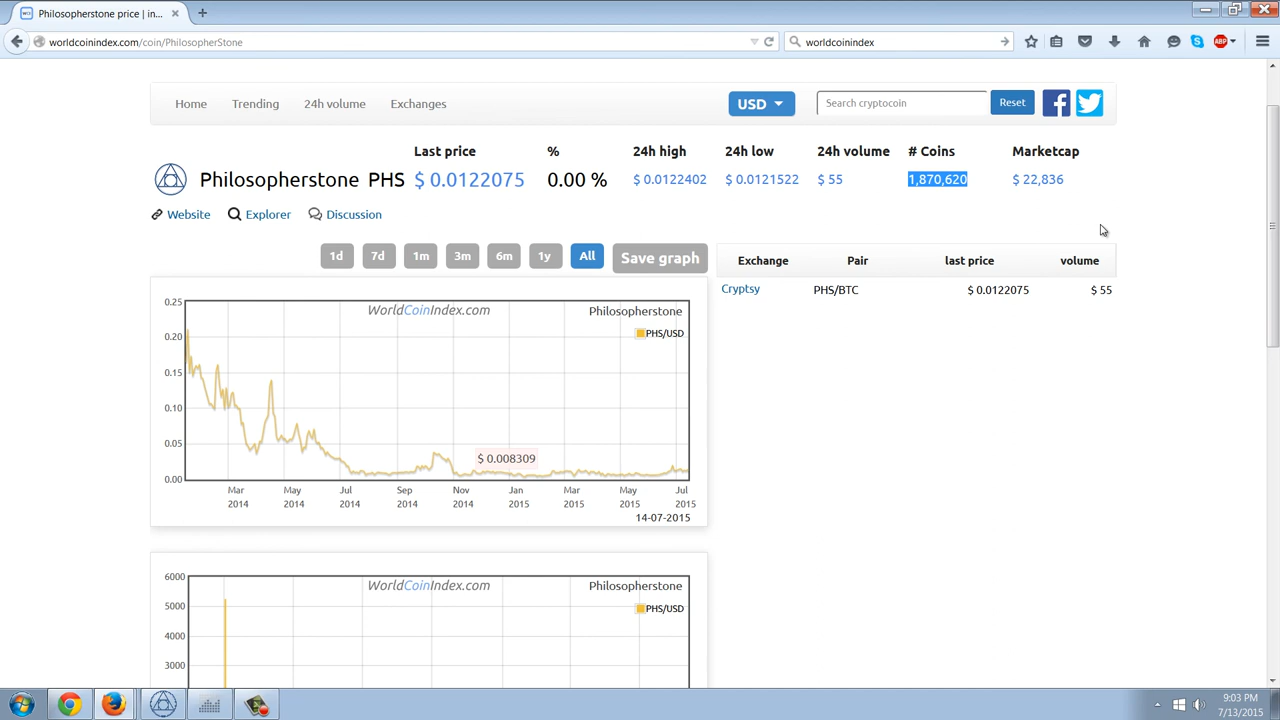 Philosopherstone price | in...
worldcoinindex.com/coin/PhilosopherStone
worldcoinindex
ABP
Home Trending 24h volume Exchanges
USD
Search cryptocoin
Reset
Last price % 24h high 24h low 24h volume # Coins Marketcap
Philosopherstone PHS $ 0.0122075 0.00 % $ 0.0122402 $ 0.0121522 $ 55 1,870,620 $ 22,836
Website Explorer Discussion
1d 7d 1m 3m 6m 1y All Save graph
Exchange Pair last price volume
Cryptsy PHS/BTC $ 0.0122075 $ 55
WorldCoinIndex Philosopherstone
PHS/USD
0.25
0.20
0.15
0.10
0.05
0.00
$ 0.008309
Mar May Jul Sep Nov Jan Mar May Jul
2014 2014 2014 2014 2014 2015 2015 2015 2015
14-07-2015
WorldCoinIndex Philosopherstone
PHS/USD
6000
5000
4000
3000
9:03 PM
7/13/2015